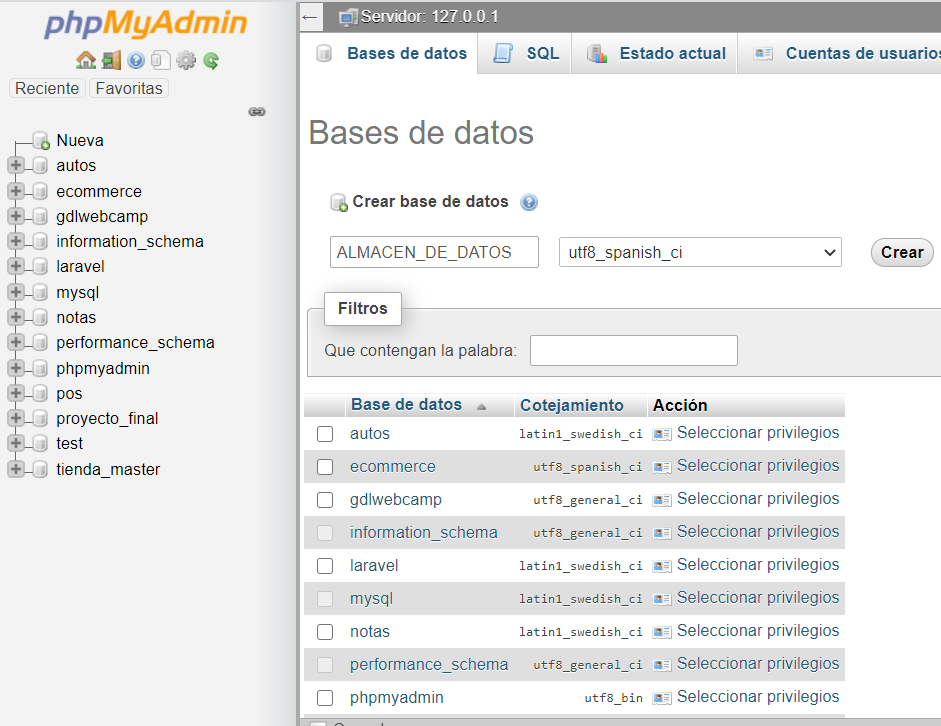 phpMyAdmin
Reciente Favoritas
Nueva
autos
ecommerce
gdlwebcamp
information_schema
laravel
mysql
notas
performance_schema
phpmyadmin
pos
proyecto_final
test
tienda_master
← Servidor: 127.0.0.1
Bases de datos SQL Estado actual Cuentas de usuarios
Bases de datos
Crear base de datos
ALMACEN_DE_DATOS utf8_spanish_ci Crear
Filtros
Que contengan la palabra:
Base de datos Cotejamiento Acción
autos latin1_swedish_ci Seleccionar privilegios
ecommerce utf8_spanish_ci Seleccionar privilegios
gdlwebcamp utf8_general_ci Seleccionar privilegios
information_schema utf8_general_ci Seleccionar privilegios
laravel latin1_swedish_ci Seleccionar privilegios
mysql latin1_swedish_ci Seleccionar privilegios
notas latin1_swedish_ci Seleccionar privilegios
performance_schema utf8_general_ci Seleccionar privilegios
phpmyadmin utf8_bin Seleccionar privilegios